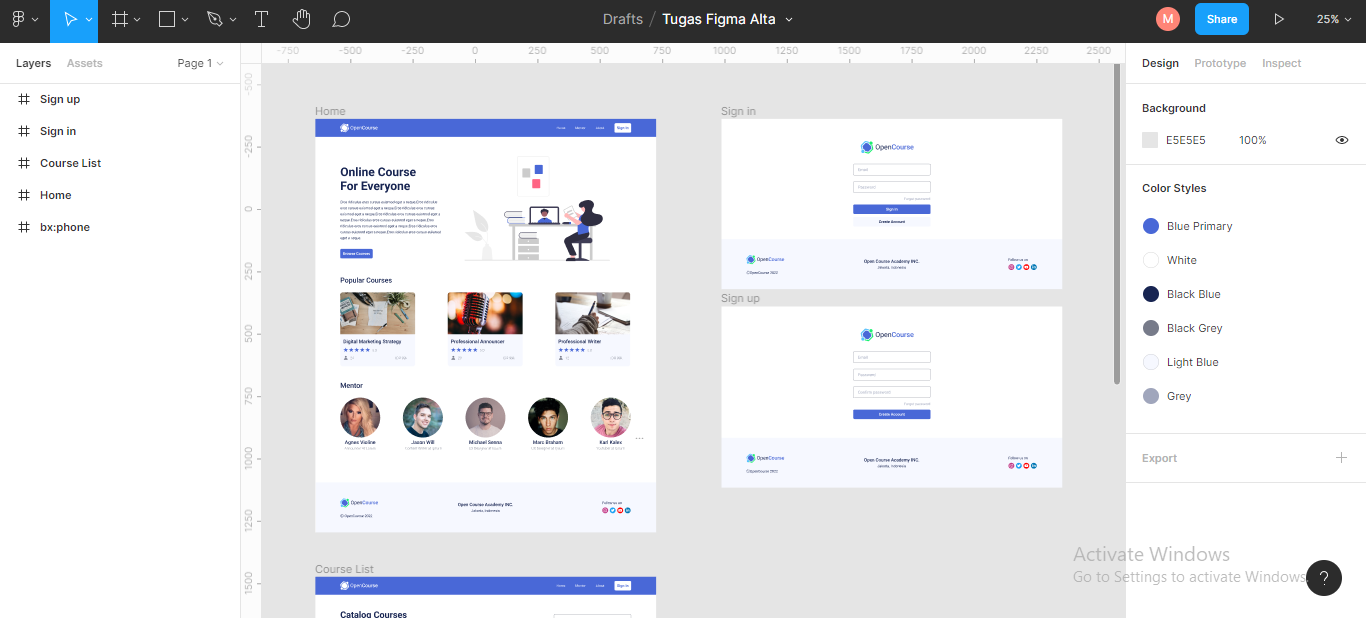 Drafts / Tugas Figma Alta
M
Share
25%
Layers
Assets
Page 1
-750 -500 -250 0 250 500 750 1000 1250 1500 1750 2000 2250 2500
Design
Prototype
Inspect
Sign up
Sign in
Course List
Home
bx:phone
-500
-250
0
250
500
750
1000
1250
1500
Home
OpenCourse
Home
Mentor
Sign in
Online Course
For Everyone
Browse Courses
Popular Courses
Digital Marketing Strategy
Professional Announcer
Professional Writer
Mentor
Agnes Violine
Jason Will
Michael Senna
Marc Braham
Karl Kalex
...
OpenCourse
Open Course Academy INC.
Jakarta, Indonesia
Follow us on
©OpenCourse 2022
Course List
OpenCourse
Home
Mentor
Sign in
Catalog Courses
Sign in
OpenCourse
Email
Password
Forgot password
Sign in
Create Account
OpenCourse
Open Course Academy INC.
Jakarta, Indonesia
Follow us on
©OpenCourse 2022
Sign up
OpenCourse
Email
Password
Confirm password
Create Account
OpenCourse
Open Course Academy INC.
Jakarta, Indonesia
Follow us on
©OpenCourse 2022
Background
E5E5E5
100%
Color Styles
Blue Primary
White
Black Blue
Black Grey
Light Blue
Grey
Export
Activate Windows
Go to Settings to activate Windows
?